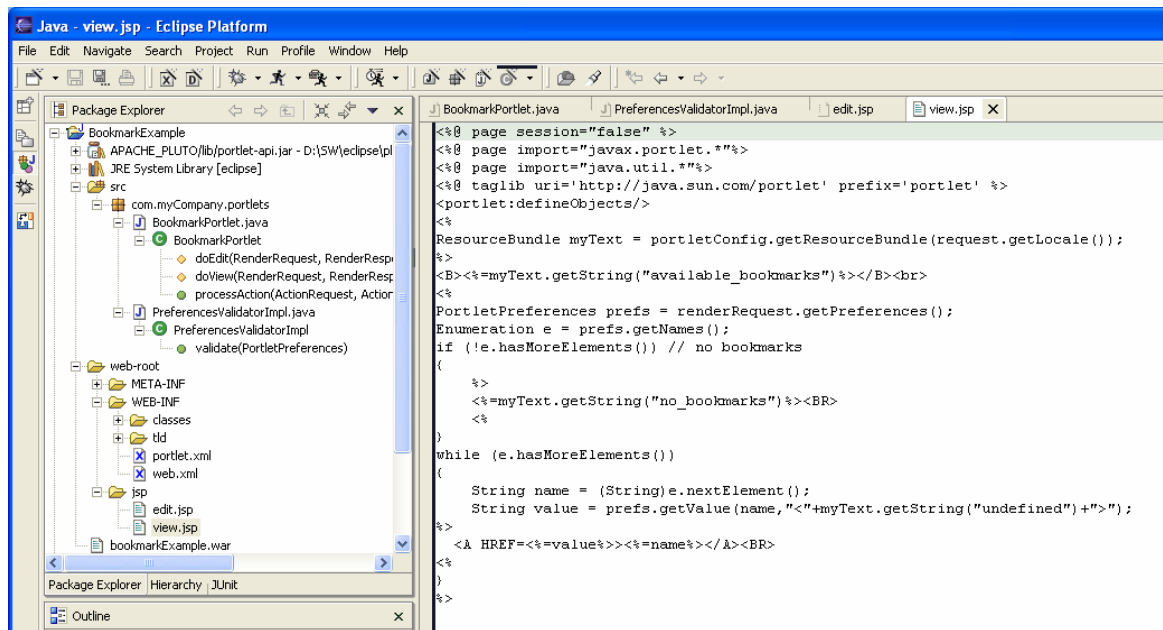 Java - view.jsp - Eclipse Platform
File Edit Navigate Search Project Run Profile Window Help
Package Explorer
BookmarkExample
APACHE_PLUTO/lib/portlet-api.jar - D:\SW\eclipse\pl
JRE System Library [eclipse]
src
com.myCompany.portlets
BookmarkPortlet.java
BookmarkPortlet
doEdit(RenderRequest, RenderRespo
doView(RenderRequest, RenderResp
processAction(ActionRequest, Action
PreferencesValidatorImpl.java
PreferencesValidatorImpl
validate(PortletPreferences)
web-root
META-INF
WEB-INF
classes
tld
portlet.xml
web.xml
jsp
edit.jsp
view.jsp
bookmarkExample.war
Package Explorer Hierarchy JUnit
Outline
BookmarkPortlet.java PreferencesValidatorImpl.java edit.jsp view.jsp
<%@ page session="false" %>
<%@ page import="javax.portlet.*"%>
<%@ page import="java.util.*"%>
<%@ taglib uri='http://java.sun.com/portlet' prefix='portlet' %>
<portlet:defineObjects/>
<%
ResourceBundle myText = portletConfig.getResourceBundle(request.getLocale());
%>
<B><%=myText.getString("available_bookmarks")%></B><br>
<%
PortletPreferences prefs = renderRequest.getPreferences();
Enumeration e = prefs.getNames();
if (!e.hasMoreElements()) // no bookmarks
{
%>
<%=myText.getString("no_bookmarks")%><BR>
<%
}
while (e.hasMoreElements())
{
String name = (String)e.nextElement();
String value = prefs.getValue(name,"<"+myText.getString("undefined")+">");
%>
<A HREF=<%=value%>><%=name%></A><BR>
<%
}
%>